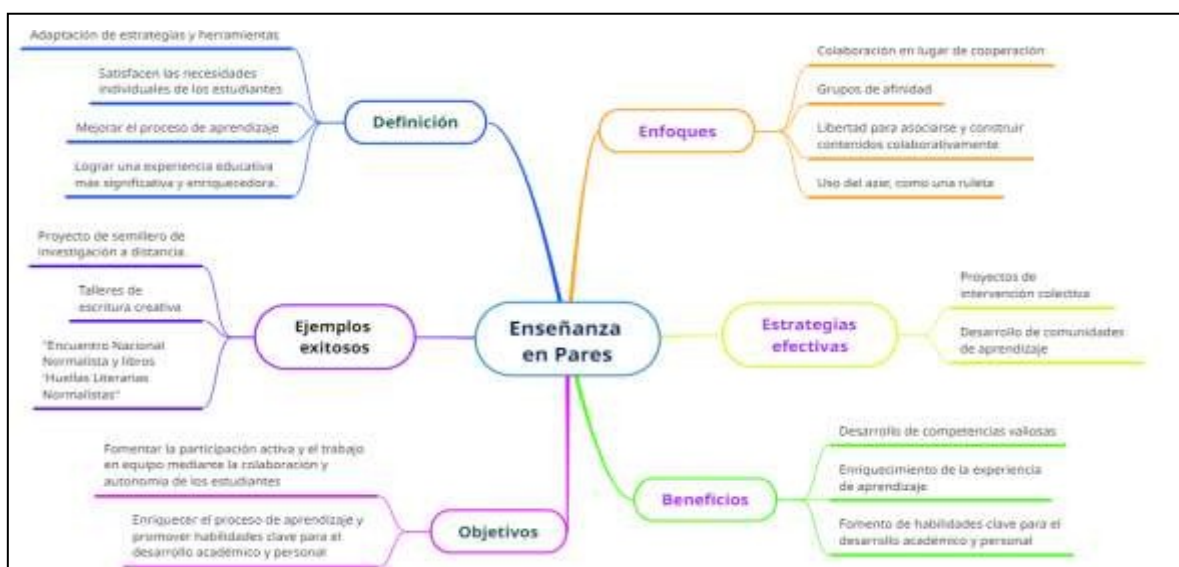 Enseñanza
en Pares
Definición
Adaptación de estrategias y herramientas
Satisfacen las necesidades
individuales de los estudiantes
Mejorar el proceso de aprendizaje
Lograr una experiencia educativa
más significativa y enriquecedora.
Ejemplos
exitosos
Proyecto de semillero de
investigación a distancia.
Talleres de
escritura creativa
"Encuentro Nacional
Normalista y libros
"Huellas Literarias
Normalistas"
Objetivos
Fomentar la participación activa y el trabajo
en equipo mediante la colaboración y
autonomía de los estudiantes
Enriquecer el proceso de aprendizaje y
promover habilidades clave para el
desarrollo académico y personal
Enfoques
Colaboración en lugar de cooperación
Grupos de afinidad
Libertad para asociarse y construir
contenidos colaborativamente
Uso del azar, como una ruleta
Estrategias
efectivas
Proyectos de
intervención colectiva
Desarrollo de comunidades
de aprendizaje
Beneficios
Desarrollo de competencias valiosas
Enriquecimiento de la experiencia
de aprendizaje
Fomento de habilidades clave para el
desarrollo académico y personal